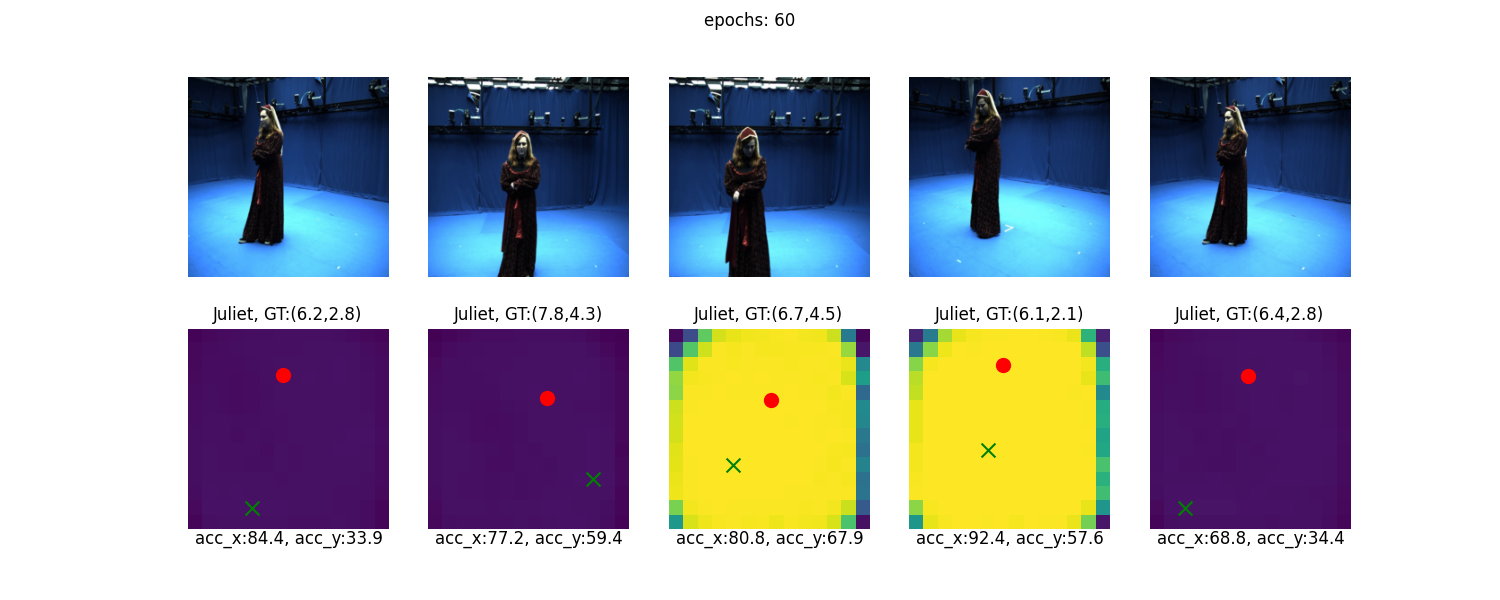 epochs: 60
Juliet, GT:(6.2,2.8)
Juliet, GT:(7.8,4.3)
Juliet, GT:(6.7,4.5)
Juliet, GT:(6.1,2.1)
Juliet, GT:(6.4,2.8)
acc_x:84.4, acc_y:33.9
acc_x:77.2, acc_y:59.4
acc_x:80.8, acc_y:67.9
acc_x:92.4, acc_y:57.6
acc_x:68.8, acc_y:34.4